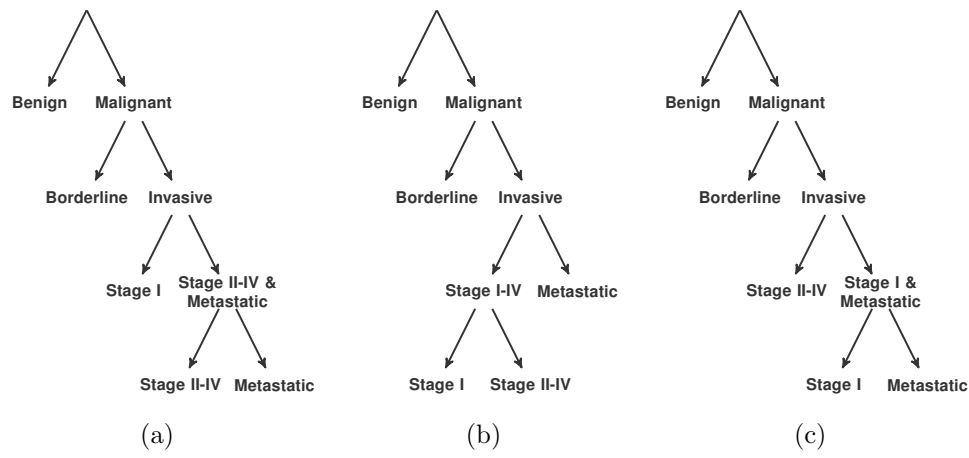 Benign Malignant
Borderline Invasive
Stage I Stage II-IV & Metastatic
Stage II-IV Metastatic
(a)
Benign Malignant
Borderline Invasive
Stage I-IV Metastatic
Stage I Stage II-IV
(b)
Benign Malignant
Borderline Invasive
Stage II-IV Stage I & Metastatic
Stage I Metastatic
(c)